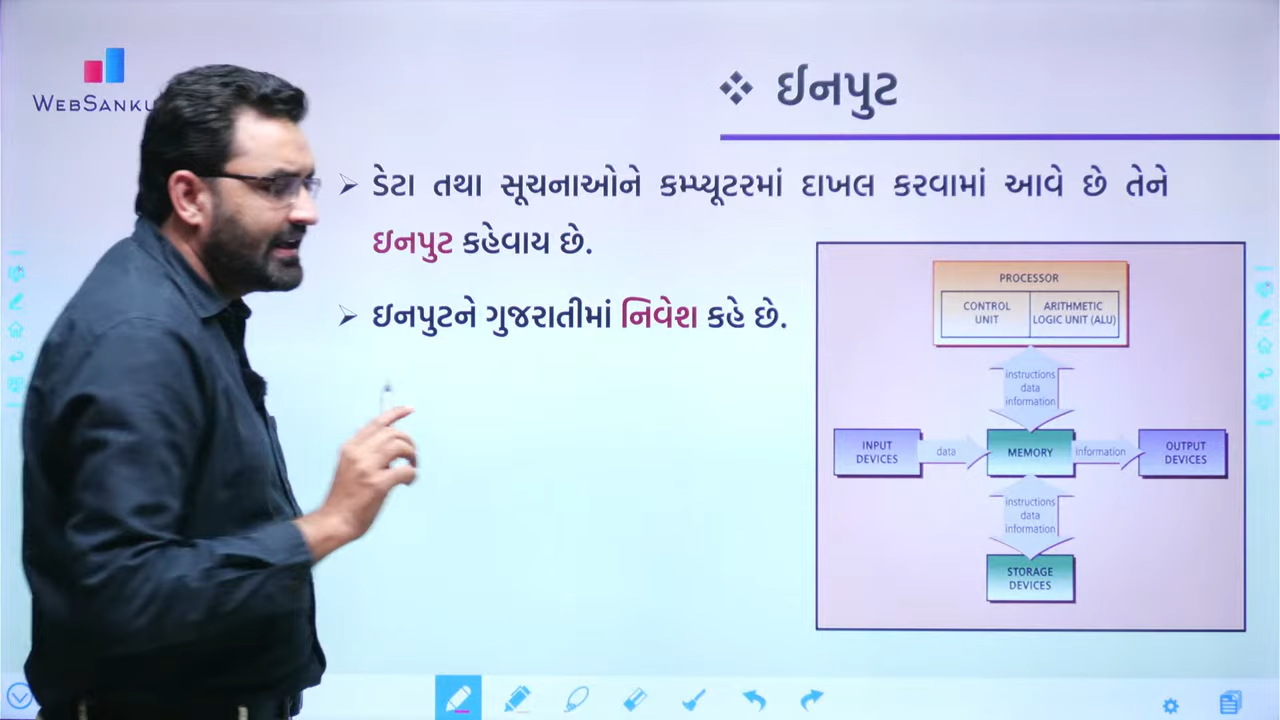 WEBSANKU
❖ ઈનપુટ
➢ ડેટા તથા સૂચનાઓને કમ્પ્યૂટરમાં દાખલ કરવામાં આવે છે તેને
ઇનપુટ કહેવાય છે.
➢ ઇનપુટને ગુજરાતીમાં નિવેશ કહે છે.
PROCESSOR
CONTROL
UNIT
ARITHMETIC
LOGIC UNIT (ALU)
instructions
data
information
INPUT
DEVICES
data
MEMORY
information
OUTPUT
DEVICES
instructions
data
information
STORAGE
DEVICES